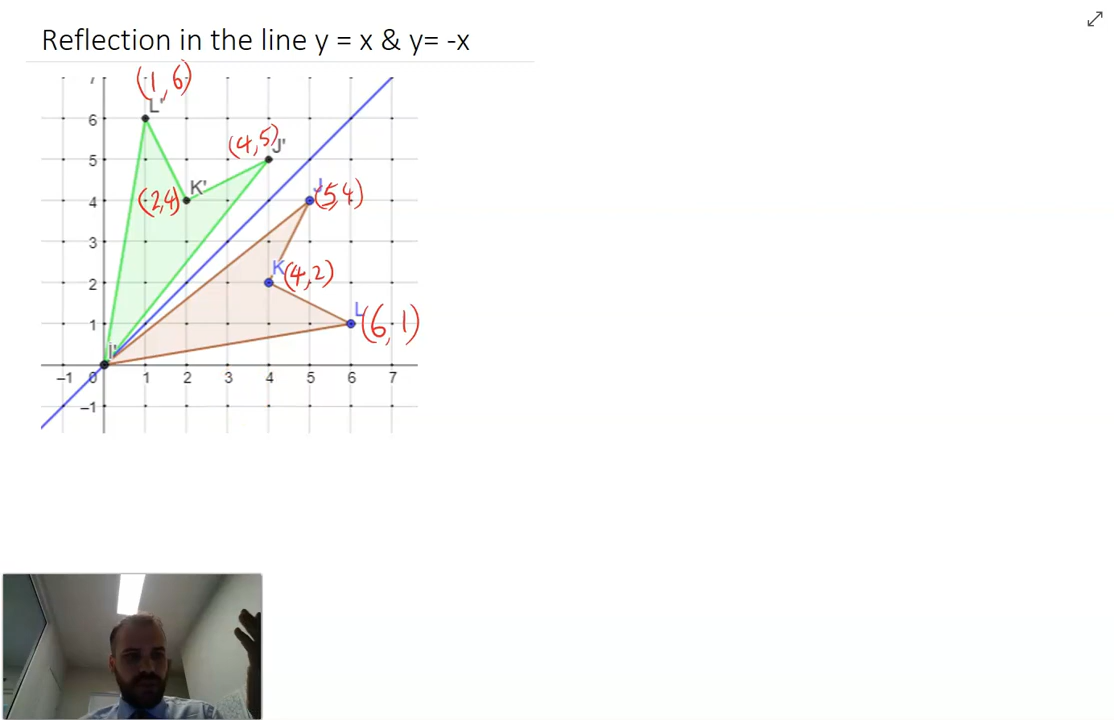 Reflection in the line y = x & y= -x
(1,6)
7
L'
6
(4,5) J'
5
K'
(2,4)
J (5,4)
4
3
K (4,2)
2
L (6,1)
1
I'
-1 0 1 2 3 4 5 6 7
-1